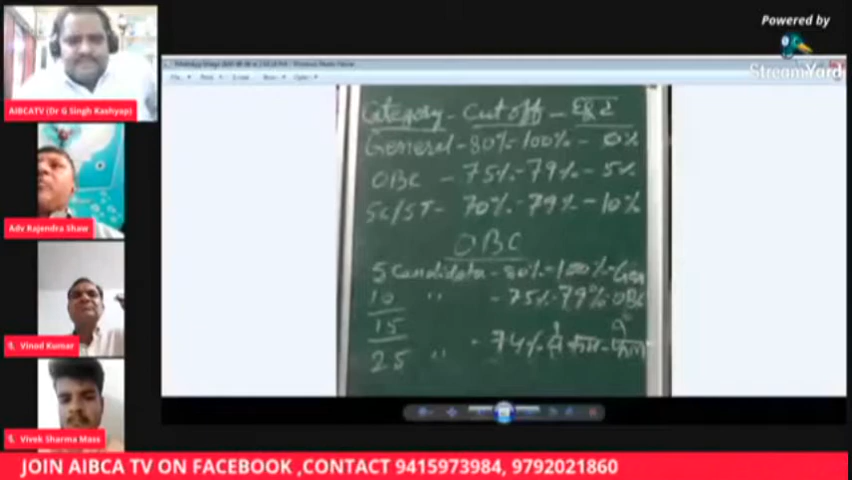 Powered by
StreamYard
AIBCATV (Dr G Singh Kashyap)
Adv Rajendra Shaw
Vinod Kumar
Vivek Sharma Mass
Category - Cut off - छूट
General - 80% - 100% - 0%
OBC - 75% - 79% - 5%
SC/ST - 70% - 79% - 10%
OBC
5 Candidate - 80% - 100% - Gen
10 " - 75% - 79% - OBC
15
25 " - 74% से कम - फेल
JOIN AIBCA TV ON FACEBOOK ,CONTACT 9415973984, 9792021860